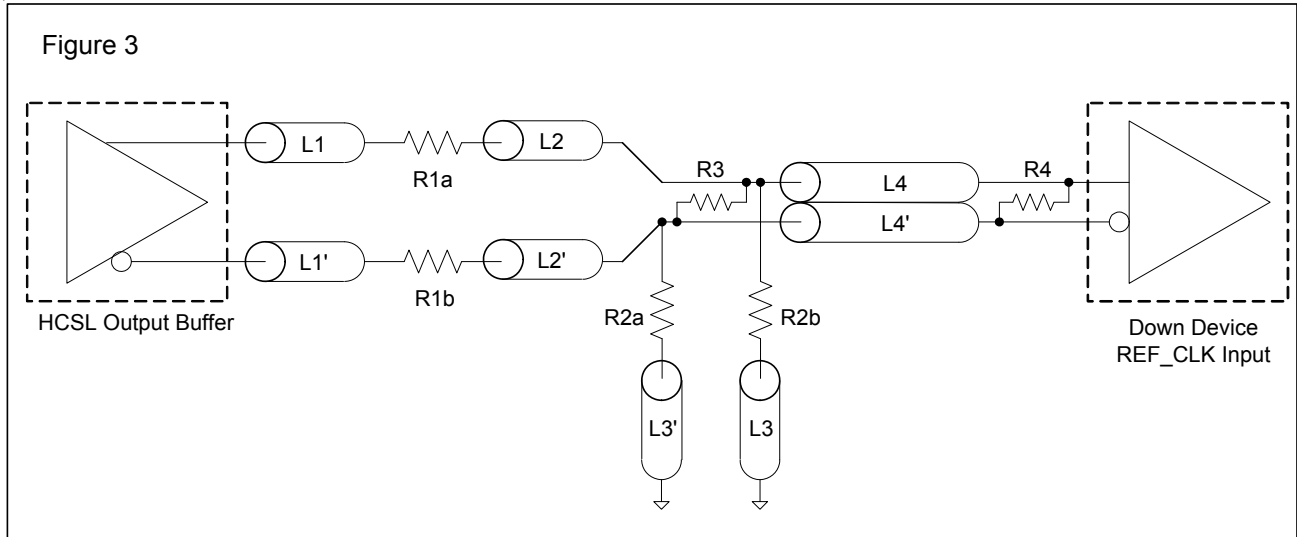 Figure 3
L1
R1a
L2
R3
L4
R4
L4'
L1'
R1b
L2'
HCSL Output Buffer
R2a
R2b
Down Device
REF_CLK Input
L3'
L3